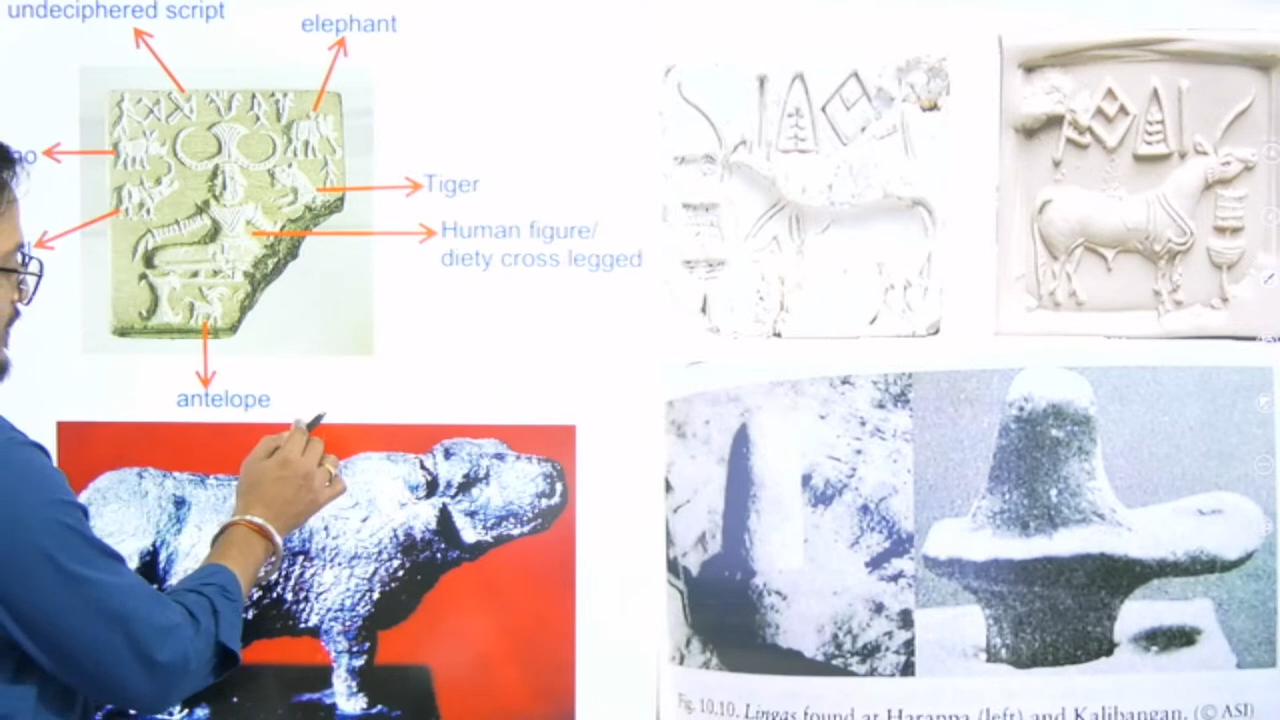 undeciphered script
elephant
Tiger
Human figure/
diety cross legged
antelope
Fig. 10.10. Lingas found at Harappa (left) and Kalibangan. (© ASI)